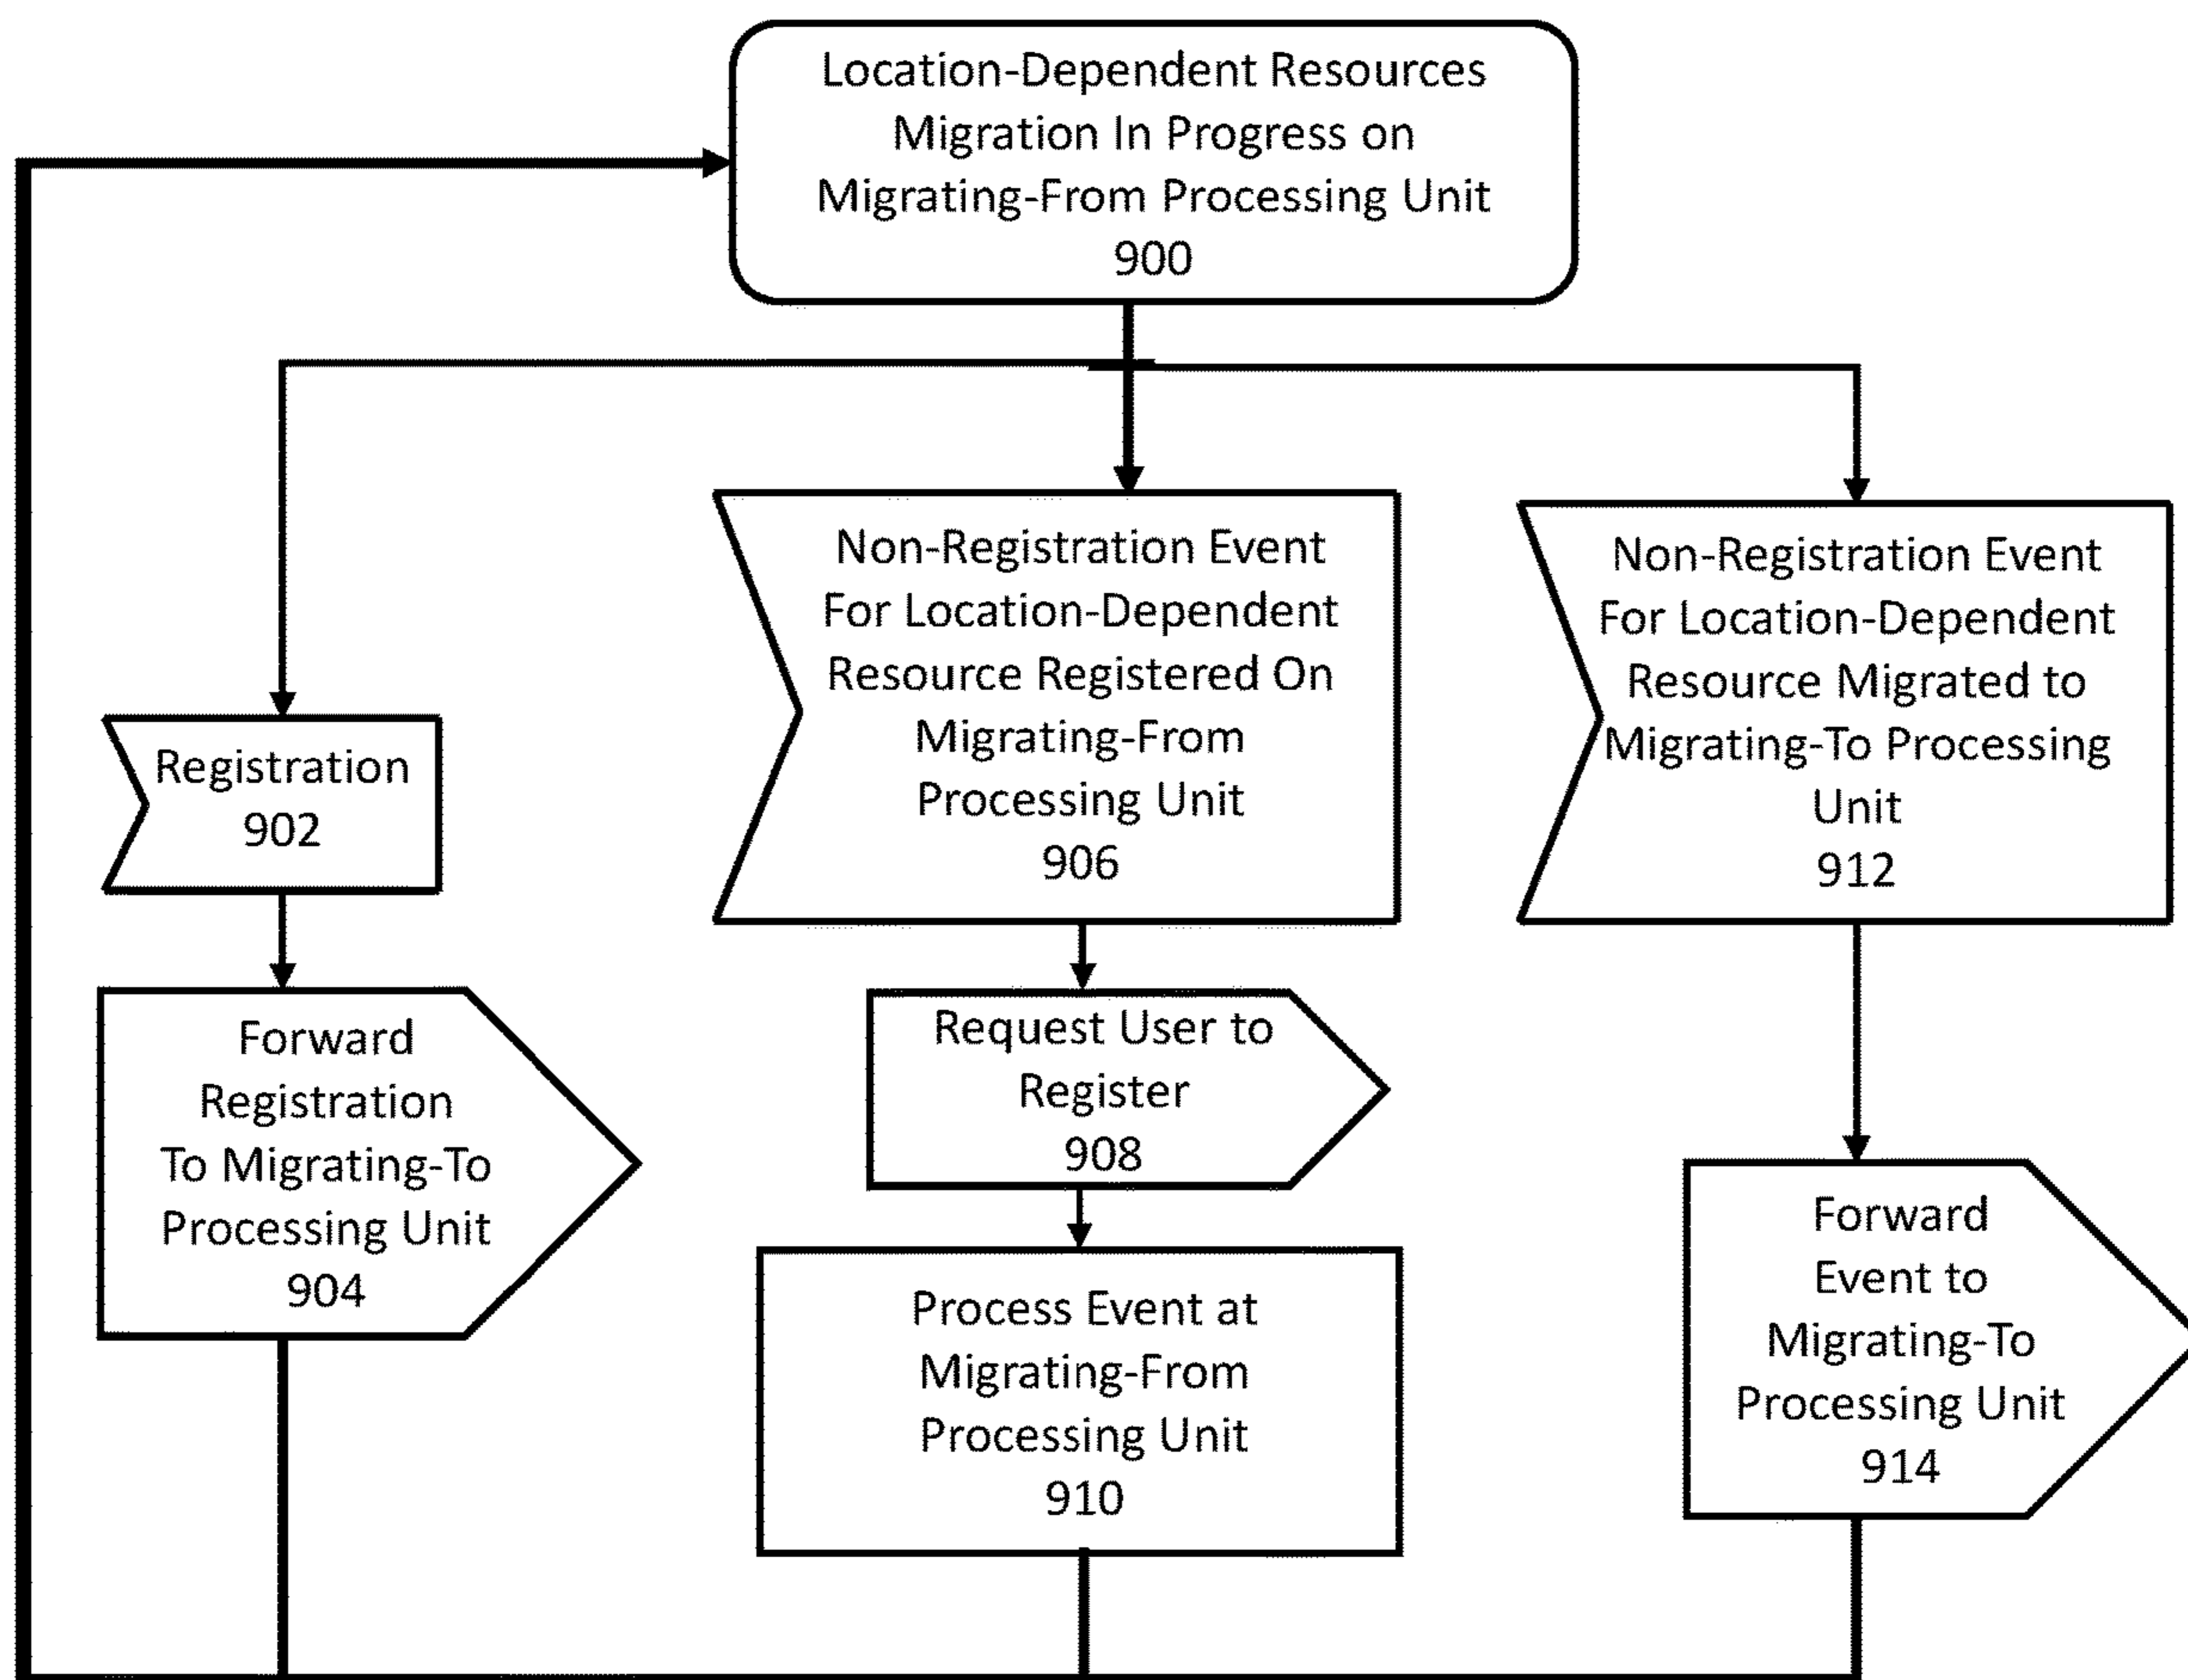 Location-Dependent Resources
Migration In Progress on
Migrating-From Processing Unit
900
Registration
902
Forward
Registration
To Migrating-To
Processing Unit
904
Non-Registration Event
For Location-Dependent
Resource Registered On
Migrating-From
Processing Unit
906
Request User to
Register
908
Process Event at
Migrating-From
Processing Unit
910
Non-Registration Event
For Location-Dependent
Resource Migrated to
Migrating-To Processing
Unit
912
Forward
Event to
Migrating-To
Processing Unit
914